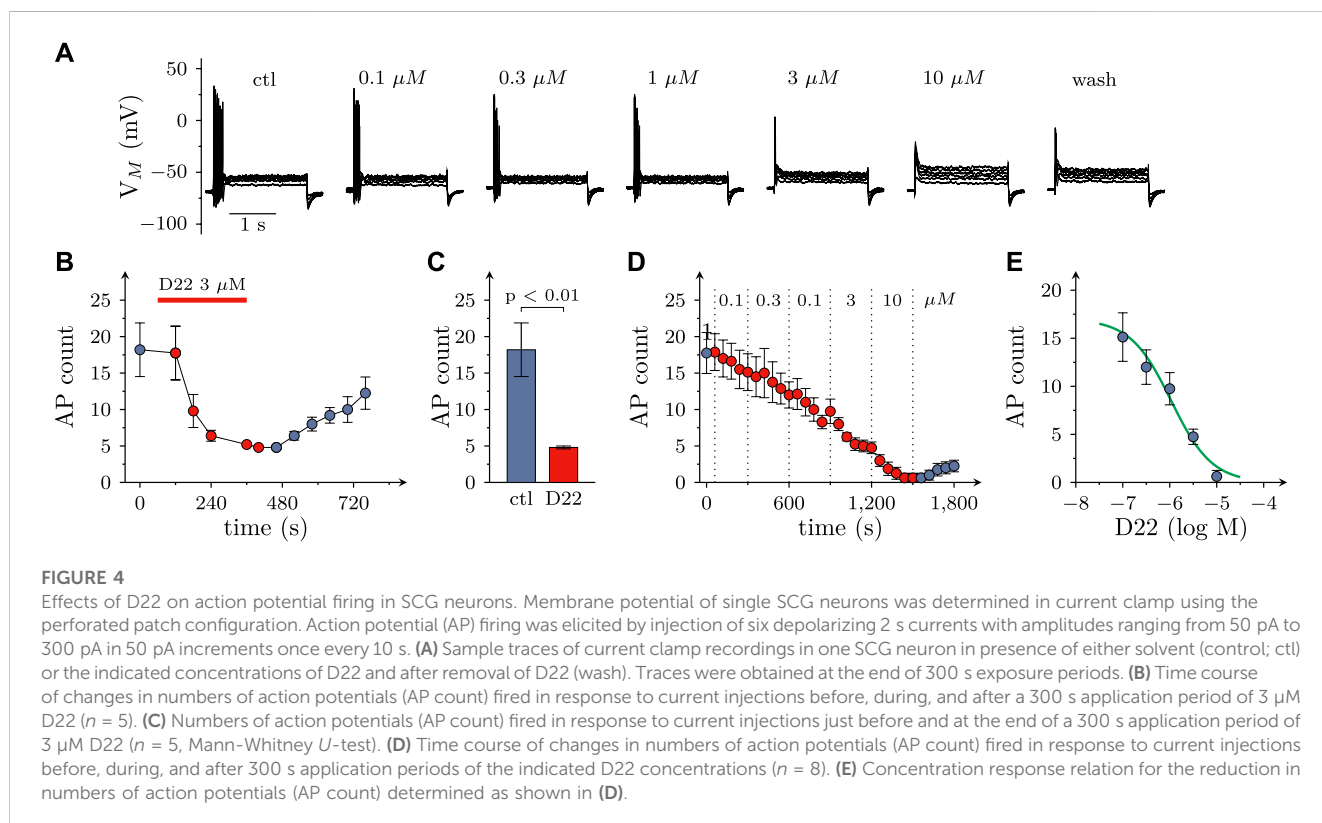 A
50
0
−50
−100
V_M (mV)
ctl
0.1 μM
0.3 μM
1 μM
3 μM
10 μM
wash
1 s
B
D22 3 μM
25
20
15
10
5
0
AP count
0 240 480 720
time (s)
C
25
20
15
10
5
0
AP count
p < 0.01
ctl D22
D
25
20
15
10
5
0
AP count
0.1 0.3 0.1 3 10 μM
0 600 1,200 1,800
time (s)
E
20
15
10
5
0
AP count
−8 −7 −6 −5 −4
D22 (log M)
FIGURE 4
Effects of D22 on action potential firing in SCG neurons. Membrane potential of single SCG neurons was determined in current clamp using the
perforated patch configuration. Action potential (AP) firing was elicited by injection of six depolarizing 2 s currents with amplitudes ranging from 50 pA to
300 pA in 50 pA increments once every 10 s. (A) Sample traces of current clamp recordings in one SCG neuron in presence of either solvent (control; ctl)
or the indicated concentrations of D22 and after removal of D22 (wash). Traces were obtained at the end of 300 s exposure periods. (B) Time course
of changes in numbers of action potentials (AP count) fired in response to current injections before, during, and after a 300 s application period of 3 μM
D22 (n = 5). (C) Numbers of action potentials (AP count) fired in response to current injections just before and at the end of a 300 s application period of
3 μM D22 (n = 5, Mann-Whitney U-test). (D) Time course of changes in numbers of action potentials (AP count) fired in response to current injections
before, during, and after 300 s application periods of the indicated D22 concentrations (n = 8). (E) Concentration response relation for the reduction in
numbers of action potentials (AP count) determined as shown in (D).